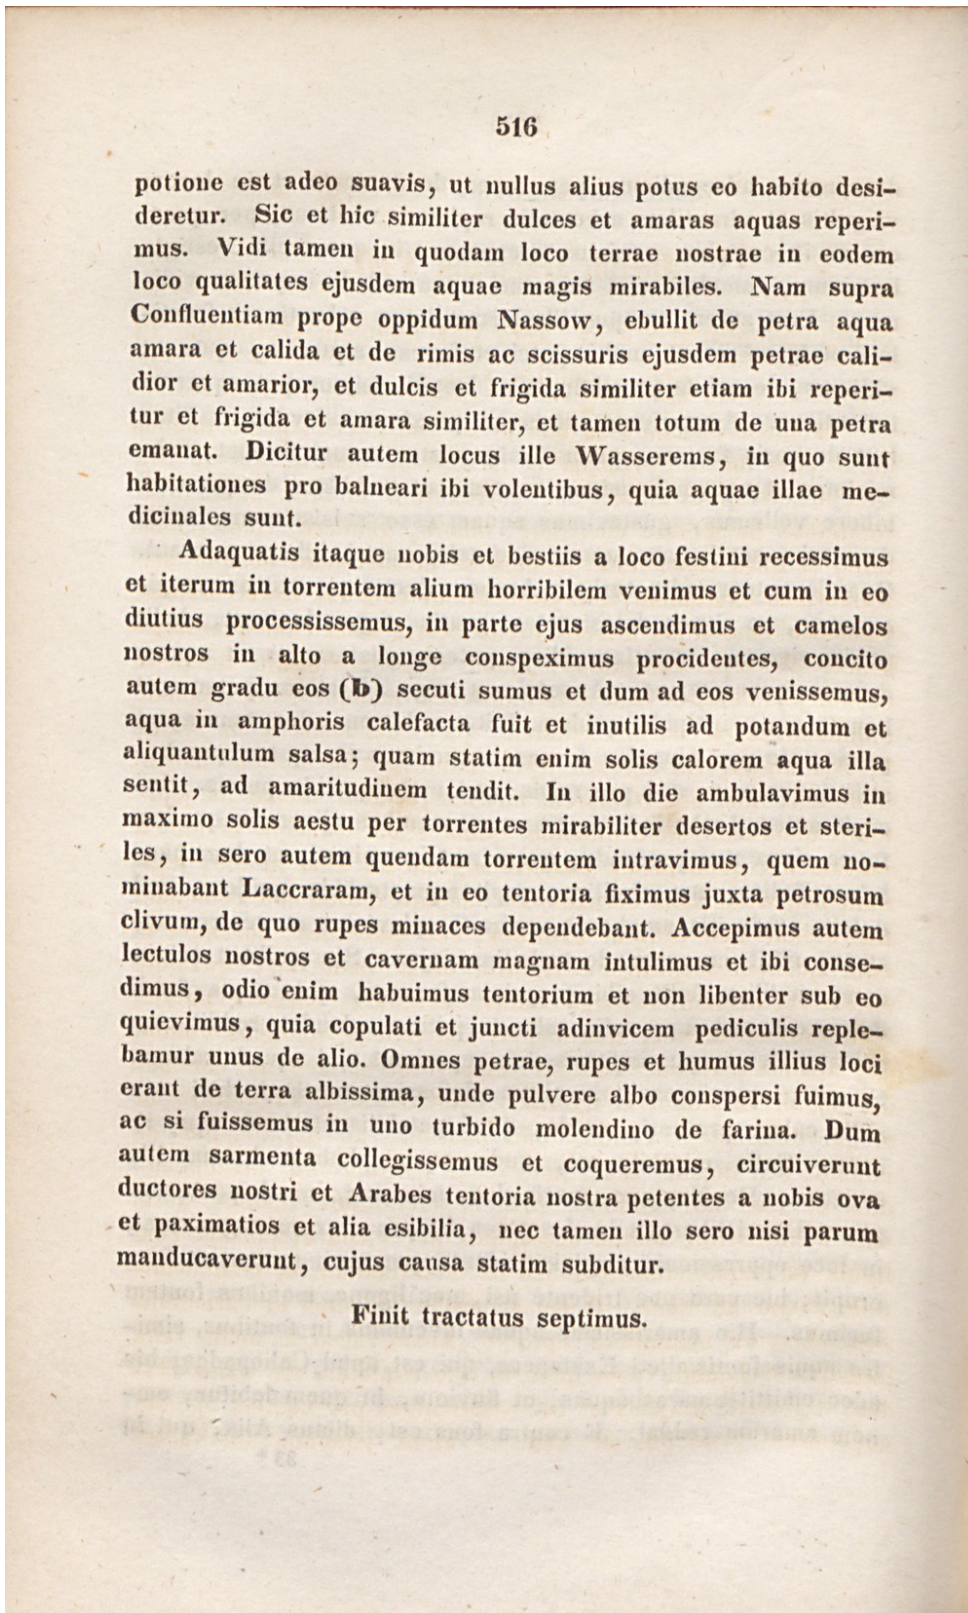 516
potione est adeo suavis, ut nullus alius potus eo habito desi-
deretur. Sic et hic similiter dulces et amaras aquas reperi-
mus. Vidi tamen in quodam loco terrae nostrae in eodem
loco qualitates ejusdem aquae magis mirabiles. Nam supra
Confluentiam prope oppidum Nassow, ebullit de petra aqua
amara et calida et de rimis ac scissuris ejusdem petrae cali-
dior et amarior, et dulcis et frigida similiter etiam ibi reperi-
tur et frigida et amara similiter, et tamen totum de una petra
emanat. Dicitur autem locus ille Wasserems, in quo sunt
habitationes pro balneari ibi volentibus, quia aquae illae me-
dicinales sunt.
Adaquatis itaque nobis et bestiis a loco festini recessimus
et iterum in torrentem alium horribilem venimus et cum in eo
diutius processissemus, in parte ejus ascendimus et camelos
nostros in alto a longe conspeximus procidentes, concito
autem gradu eos (b) secuti sumus et dum ad eos venissemus,
aqua in amphoris calefacta fuit et inutilis ad potandum et
aliquantulum salsa; quam statim enim solis calorem aqua illa
sentit, ad amaritudinem tendit. In illo die ambulavimus in
maximo solis aestu per torrentes mirabiliter desertos et steri-
les, in sero autem quendam torrentem intravimus, quem no-
minabant Laccraram, et in eo tentoria fiximus juxta petrosum
clivum, de quo rupes minaces dependebant. Accepimus autem
lectulos nostros et cavernam magnam intulimus et ibi conse-
dimus, odio enim habuimus tentorium et non libenter sub eo
quievimus, quia copulati et juncti adinvicem pediculis reple-
bamur unus de alio. Omnes petrae, rupes et humus illius loci
erant de terra albissima, unde pulvere albo conspersi fuimus,
ac si fuissemus in uno turbido molendino de farina. Dum
autem sarmenta collegissemus et coqueremus, circuiverunt
ductores nostri et Arabes tentoria nostra petentes a nobis ova
et paximatios et alia esibilia, nec tamen illo sero nisi parum
manducaverunt, cujus causa statim subditur.
Finit tractatus septimus.